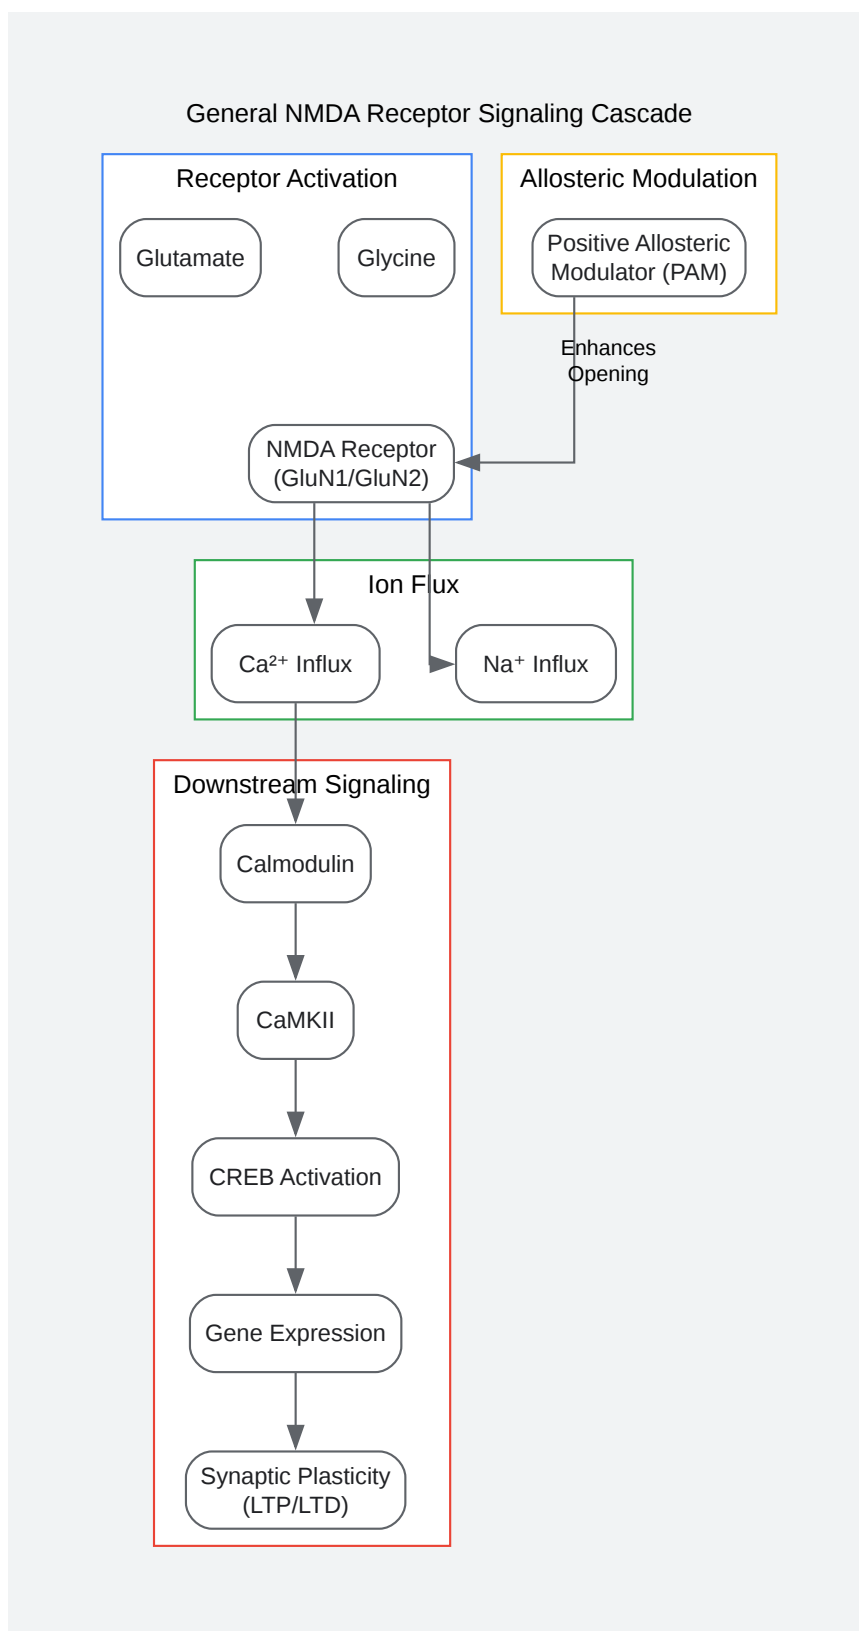 General NMDA Receptor Signaling Cascade
Receptor Activation
Allosteric Modulation
Glutamate
Glycine
Positive Allosteric
Modulator (PAM)
Enhances
Opening
NMDA Receptor
(GluN1/GluN2)
Ion Flux
Ca²⁺ Influx
Na⁺ Influx
Downstream Signaling
Calmodulin
CaMKII
CREB Activation
Gene Expression
Synaptic Plasticity
(LTP/LTD)